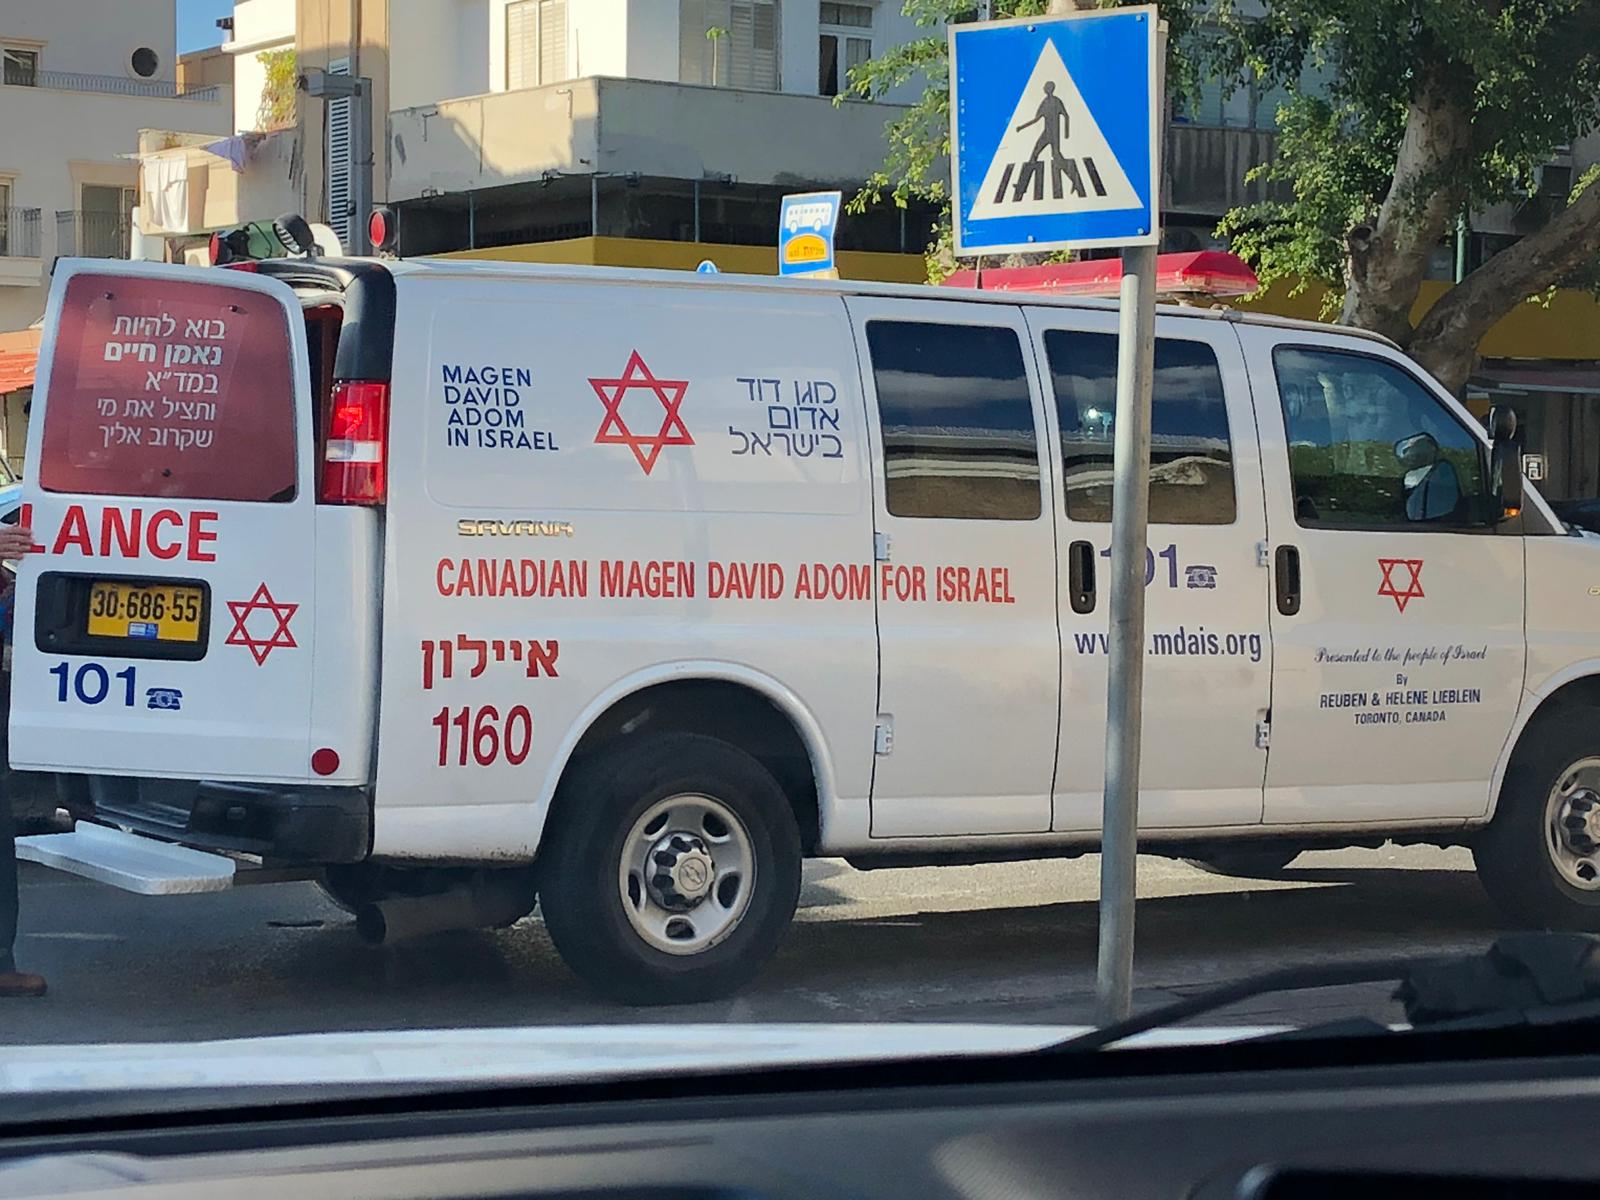 בוא להיות
נאמן חיים
במד״א
ותציל את מי
שקרוב אליך
LANCE
30-686-55
101
MAGEN
DAVID
ADOM
IN ISRAEL
מגן דוד
אדום
בישראל
SAVANA
CANADIAN MAGEN DAVID ADOM FOR ISRAEL
איילון
1160
01
.mdais.org
Presented to the people of Israel
By
REUBEN & HELENE LIEBLEIN
TORONTO, CANADA